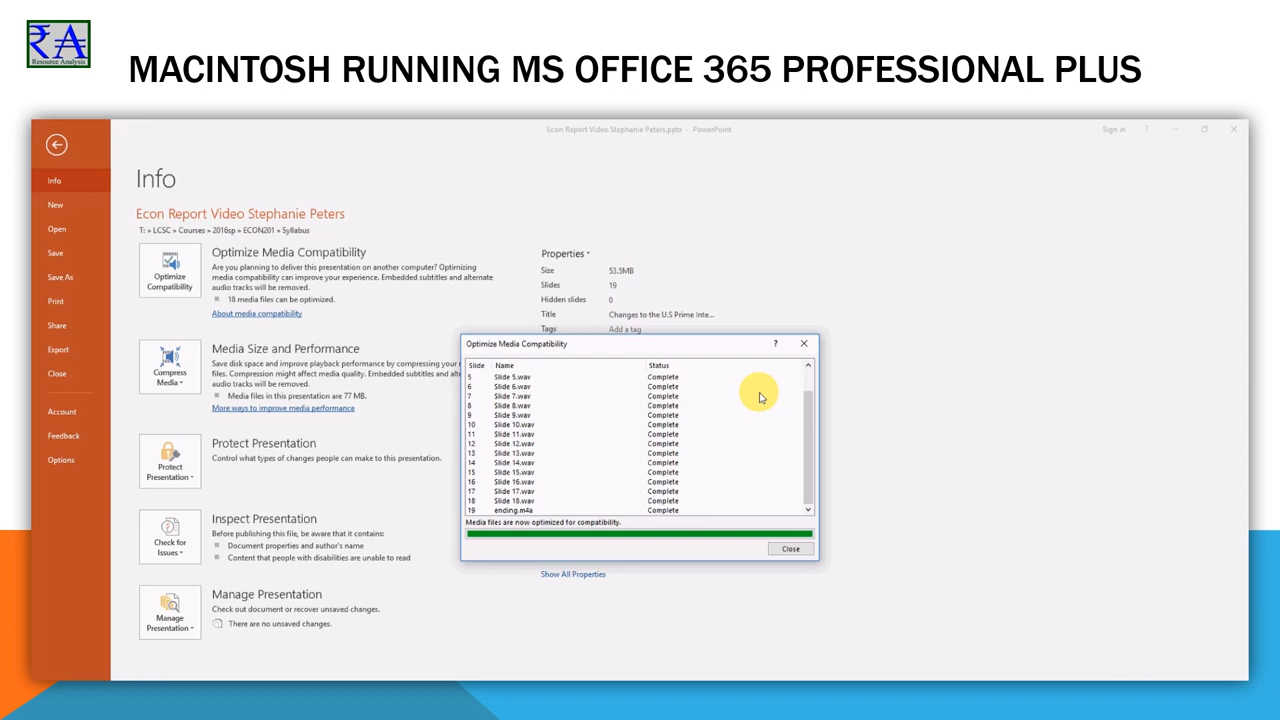 RA
Resource Analysis
MACINTOSH RUNNING MS OFFICE 365 PROFESSIONAL PLUS
Econ Report Video Stephanie Peters.pptx - PowerPoint
Sign in
?
Info
New
Open
Save
Save As
Print
Share
Export
Close
Account
Feedback
Options
Info
Econ Report Video Stephanie Peters
T: » LCSC » Courses » 2016sp » ECON201 » Syllabus
Optimize
Compatibility
Optimize Media Compatibility
Are you planning to deliver this presentation on another computer? Optimizing
media compatibility can improve your experience. Embedded subtitles and alternate
audio tracks will be removed.
18 media files can be optimized.
About media compatibility
Compress
Media
Media Size and Performance
Save disk space and improve playback performance by compressing your
files. Compression might affect media quality. Embedded subtitles and
audio tracks will be removed.
Media files in this presentation are 77 MB.
More ways to improve media performance
Protect
Presentation
Protect Presentation
Control what types of changes people can make to this presentation.
Check for
Issues
Inspect Presentation
Before publishing this file, be aware that it contains:
Document properties and author's name
Content that people with disabilities are unable to read
Manage
Presentation
Manage Presentation
Check out document or recover unsaved changes.
There are no unsaved changes.
Properties
Size 53.5MB
Slides 19
Hidden slides 0
Title Changes to the U.S Prime Inte...
Tags Add a tag
Optimize Media Compatibility
?
Slide Name Status
5 Slide 5.wav Complete
6 Slide 6.wav Complete
7 Slide 7.wav Complete
8 Slide 8.wav Complete
9 Slide 9.wav Complete
10 Slide 10.wav Complete
11 Slide 11.wav Complete
12 Slide 12.wav Complete
13 Slide 13.wav Complete
14 Slide 14.wav Complete
15 Slide 15.wav Complete
16 Slide 16.wav Complete
17 Slide 17.wav Complete
18 Slide 18.wav Complete
19 ending.m4a Complete
Media files are now optimized for compatibility.
Close
Show All Properties